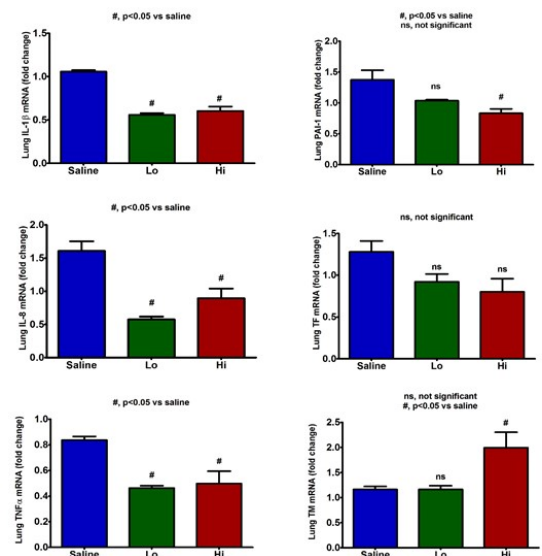 #, p<0.05 vs saline
Lung IL-1β mRNA (fold change)
1.5
1.0
0.5
0.0
#
#
Saline Lo Hi
#, p<0.05 vs saline
ns, not significant
Lung PAI-1 mRNA (fold change)
2.0
1.5
1.0
0.5
0.0
ns
#
Saline Lo Hi
#, p<0.05 vs saline
Lung IL-8 mRNA (fold change)
2.0
1.5
1.0
0.5
0.0
#
#
Saline Lo Hi
ns, not significant
Lung TF mRNA (fold change)
1.5
1.0
0.5
0.0
ns
ns
Saline Lo Hi
#, p<0.05 vs saline
Lung TNFα mRNA (fold change)
1.0
0.8
0.6
0.4
0.2
0.0
#
#
Saline Lo Hi
ns, not significant
#, p<0.05 vs saline
Lung TM mRNA (fold change)
2.5
2.0
1.5
1.0
0.5
0.0
ns
#
Saline Lo Hi